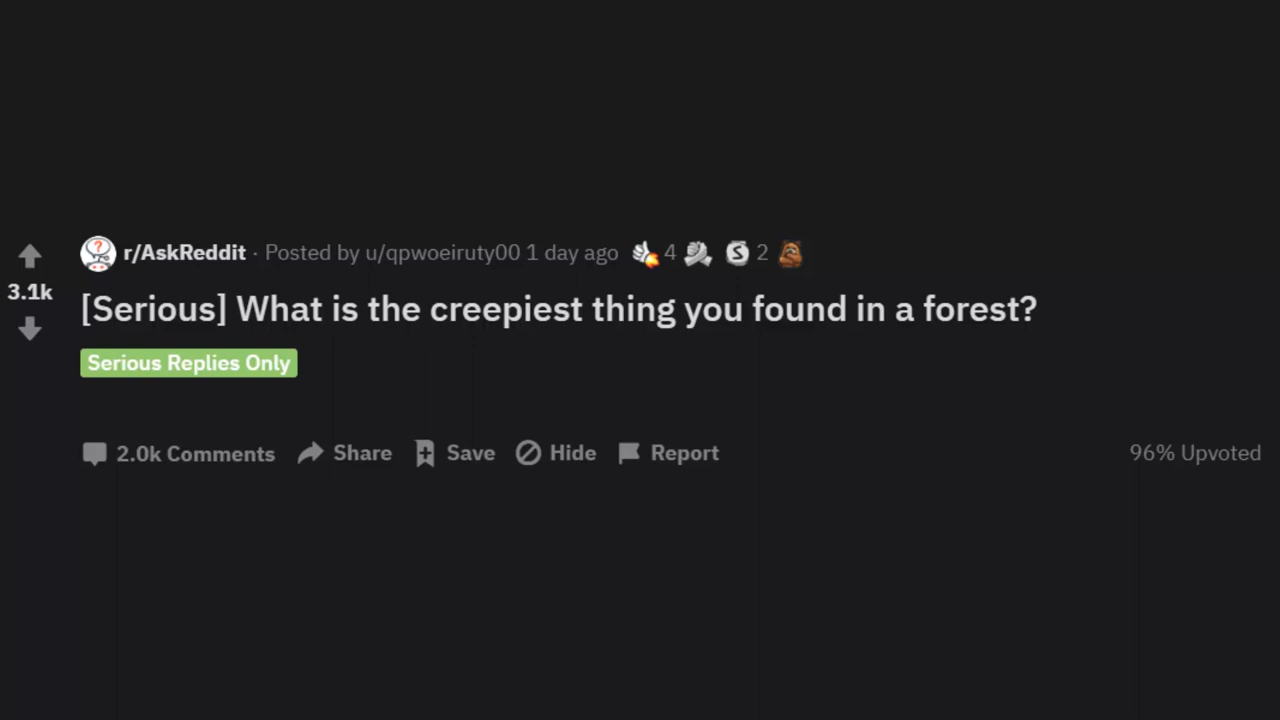 r/AskReddit · Posted by u/qpwoeiruty00 1 day ago 4 S 2
3.1k
[Serious] What is the creepiest thing you found in a forest?
Serious Replies Only
2.0k Comments Share Save Hide Report 96% Upvoted